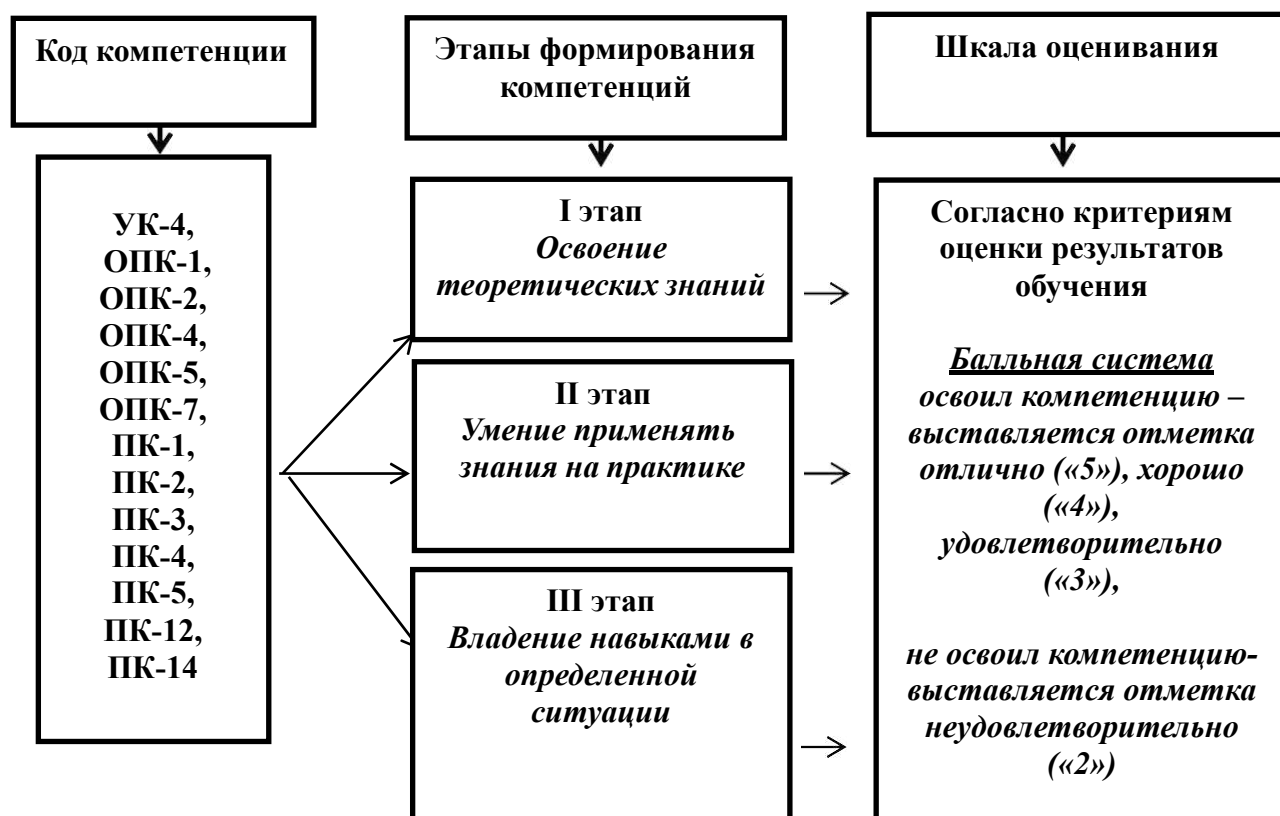 Код компетенции
Этапы формирования
компетенций
Шкала оценивания
УК-4,
ОПК-1,
ОПК-2,
ОПК-4,
ОПК-5,
ОПК-7,
ПК-1,
ПК-2,
ПК-3,
ПК-4,
ПК-5,
ПК-12,
ПК-14
I этап
Освоение
теоретических знаний
II этап
Умение применять
знания на практике
III этап
Владение навыками в
определенной
ситуации
Согласно критериям
оценки результатов
обучения
Балльная система
освоил компетенцию –
выставляется отметка
отлично («5»), хорошо
(«4»),
удовлетворительно
(«3»),
не освоил компетенцию-
выставляется отметка
неудовлетворительно
(«2»)